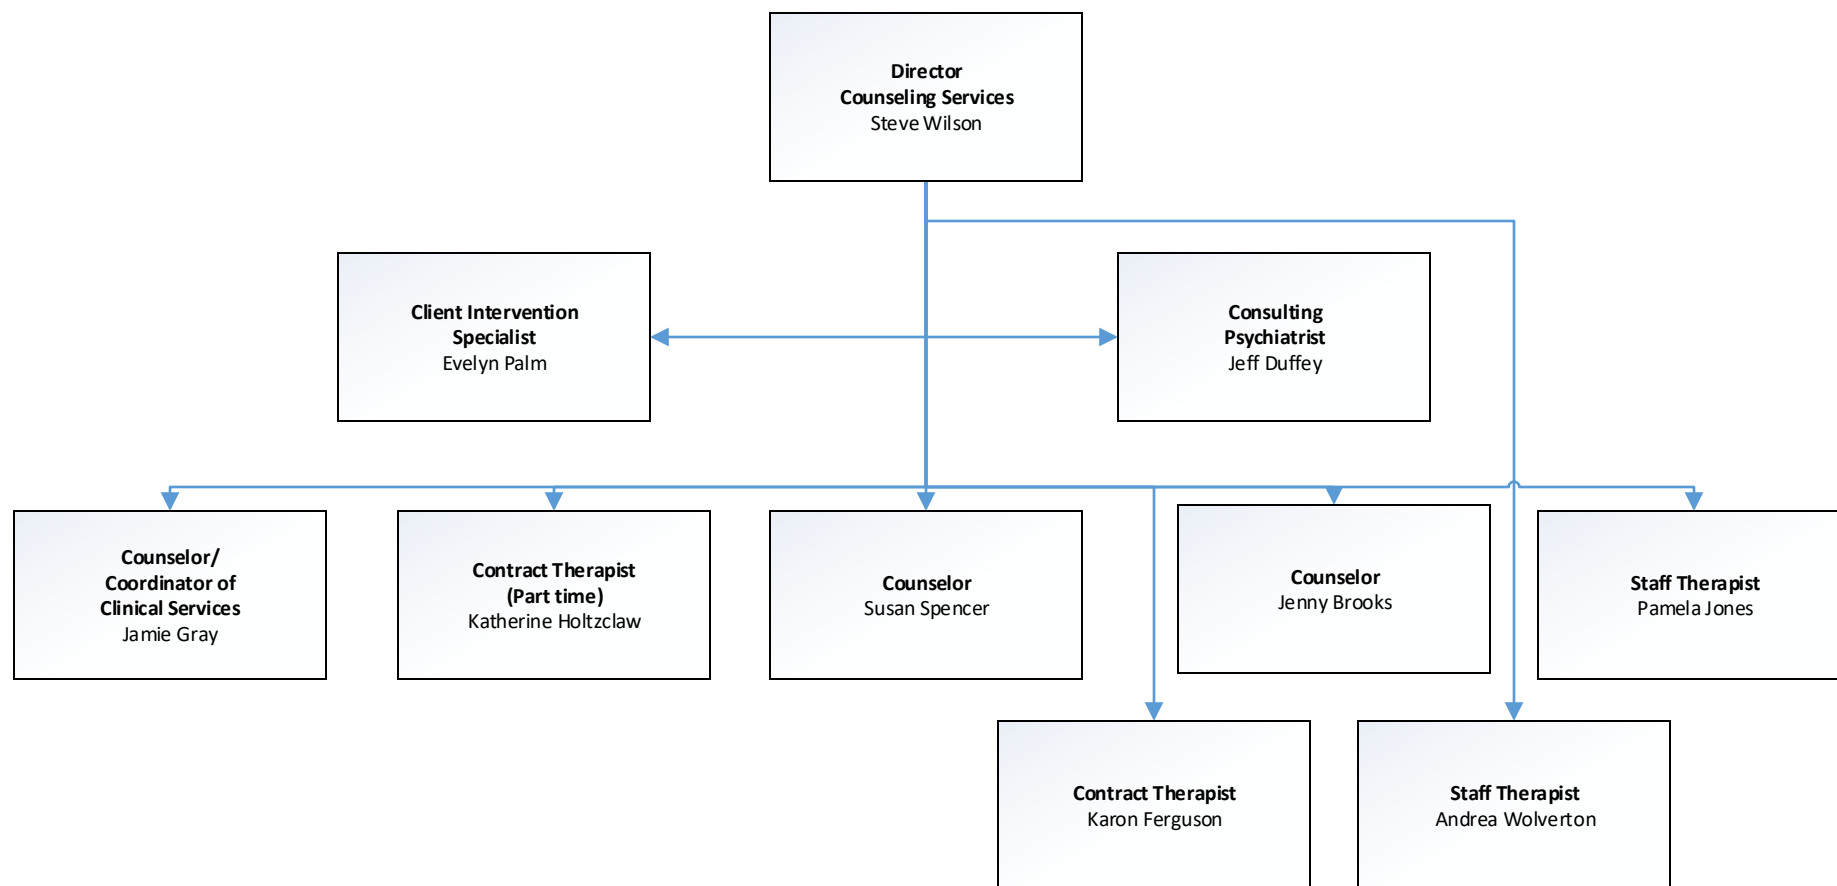 Director
Counseling Services
Steve Wilson
Client Intervention
Specialist
Evelyn Palm
Consulting
Psychiatrist
Jeff Duffey
Counselor/
Coordinator of
Clinical Services
Jamie Gray
Contract Therapist
(Part time)
Katherine Holtzclaw
Counselor
Susan Spencer
Counselor
Jenny Brooks
Staff Therapist
Pamela Jones
Contract Therapist
Karon Ferguson
Staff Therapist
Andrea Wolverton